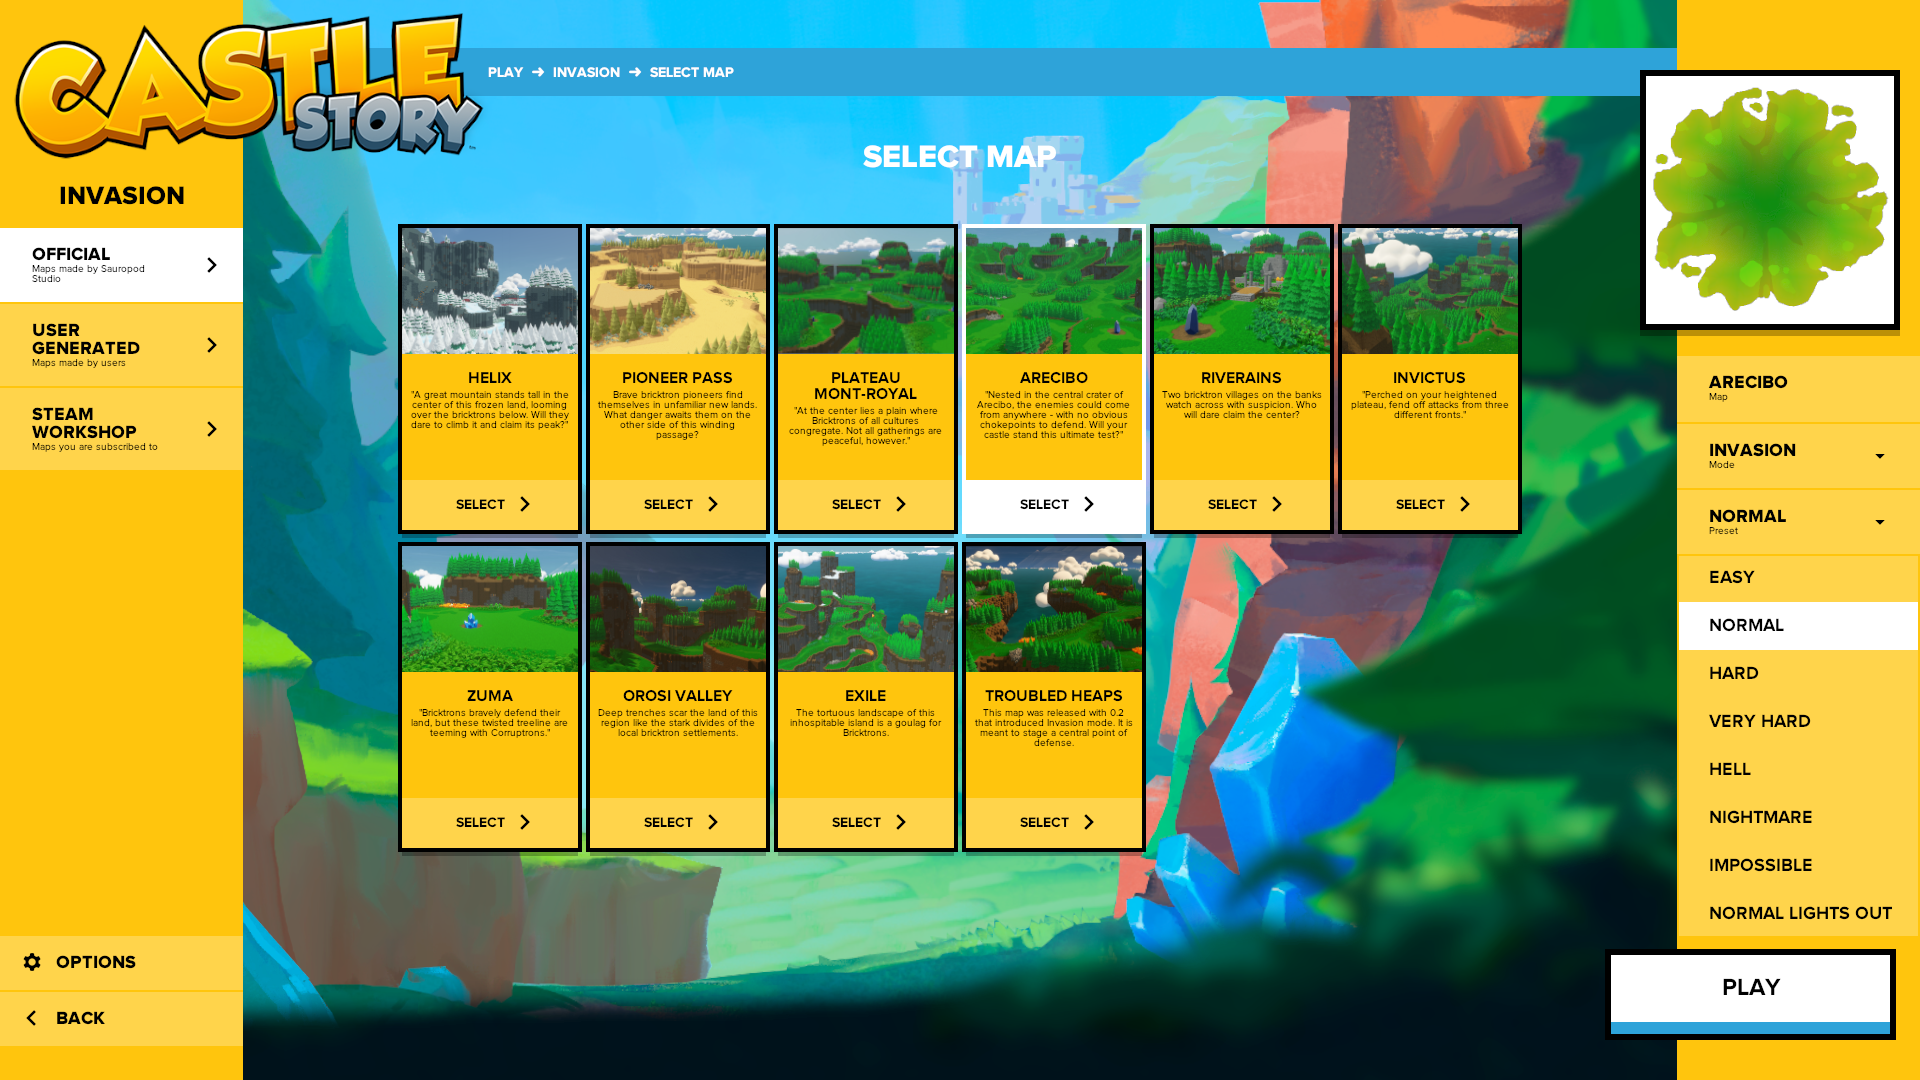 CASTLE
STORY
PLAY → INVASION → SELECT MAP
SELECT MAP
INVASION
OFFICIAL
Maps made by Sauropod
Studio
USER
GENERATED
Maps made by users
STEAM
WORKSHOP
Maps you are subscribed to
OPTIONS
BACK
HELIX
"A great mountain stands tall in the
center of this frozen land, looming
over the bricktrons below. Will they
dare to climb it and claim its peak?"
SELECT
PIONEER PASS
Brave bricktron pioneers find
themselves in unfamiliar new lands.
What danger awaits them on the
other side of this winding
passage?
SELECT
PLATEAU
MONT-ROYAL
"At the center lies a plain where
Bricktrons of all cultures
congregate. Not all gatherings are
peaceful, however."
SELECT
ARECIBO
"Nested in the central crater of
Arecibo, the enemies could come
from anywhere - with no obvious
chokepoints to defend. Will your
castle stand this ultimate test?"
SELECT
RIVERAINS
Two bricktron villages on the banks
watch across with suspicion. Who
will dare claim the center?
SELECT
INVICTUS
"Perched on your heightened
plateau, fend off attacks from three
different fronts."
SELECT
ZUMA
"Bricktrons bravely defend their
land, but these twisted treeline are
teeming with Corruptrons."
SELECT
OROSI VALLEY
Deep trenches scar the land of this
region like the stark divides of the
local bricktron settlements.
SELECT
EXILE
The tortuous landscape of this
inhospitable island is a goulag for
Bricktrons.
SELECT
TROUBLED HEAPS
This map was released with 0.2
that introduced Invasion mode. It is
meant to stage a central point of
defense.
SELECT
ARECIBO
Map
INVASION
Mode
NORMAL
Preset
EASY
NORMAL
HARD
VERY HARD
HELL
NIGHTMARE
IMPOSSIBLE
NORMAL LIGHTS OUT
PLAY